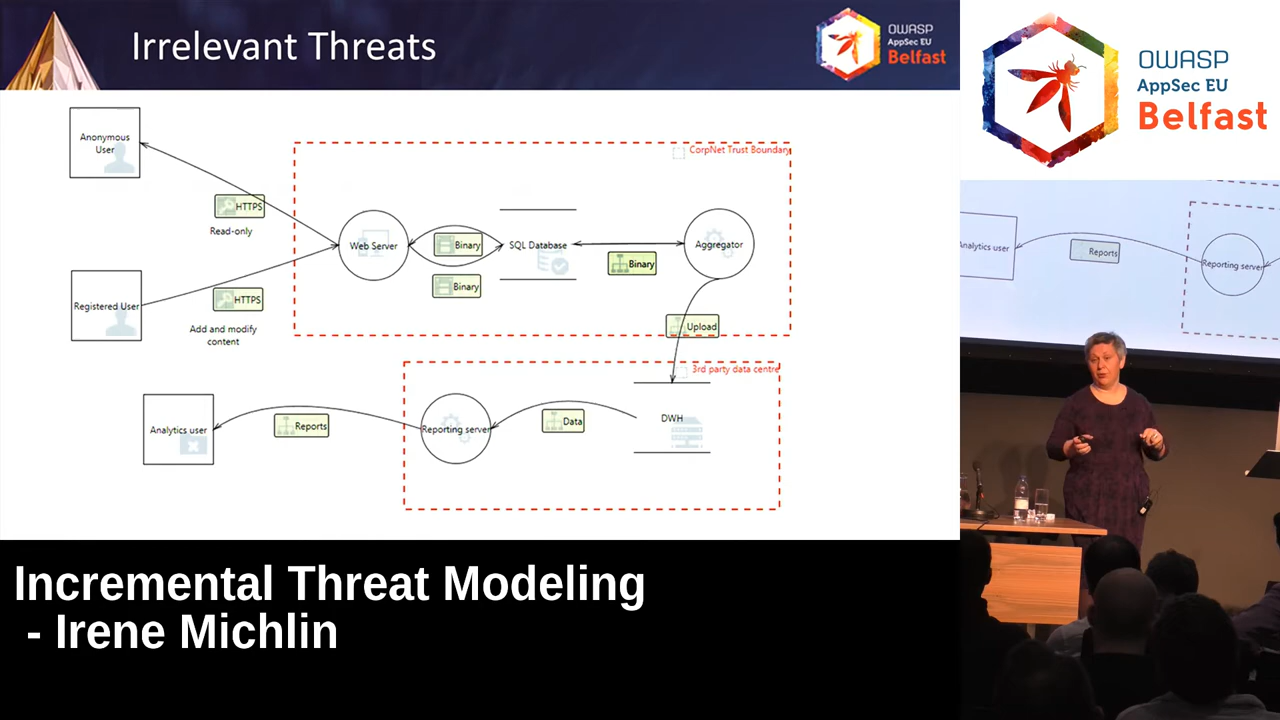 Irrelevant Threats
OWASP
AppSec EU
Belfast
OWASP
AppSec EU
Belfast
Anonymous
User
CorpNet Trust Boundary
HTTPS
Read-only
Web Server
Binary
SQL Database
Aggregator
Binary
Binary
Registered User
HTTPS
Add and modify
content
Upload
3rd party data centre
Analytics user
Reports
Reporting server
Data
DWH
Analytics user
Reports
Reporting server
Incremental Threat Modeling
- Irene Michlin